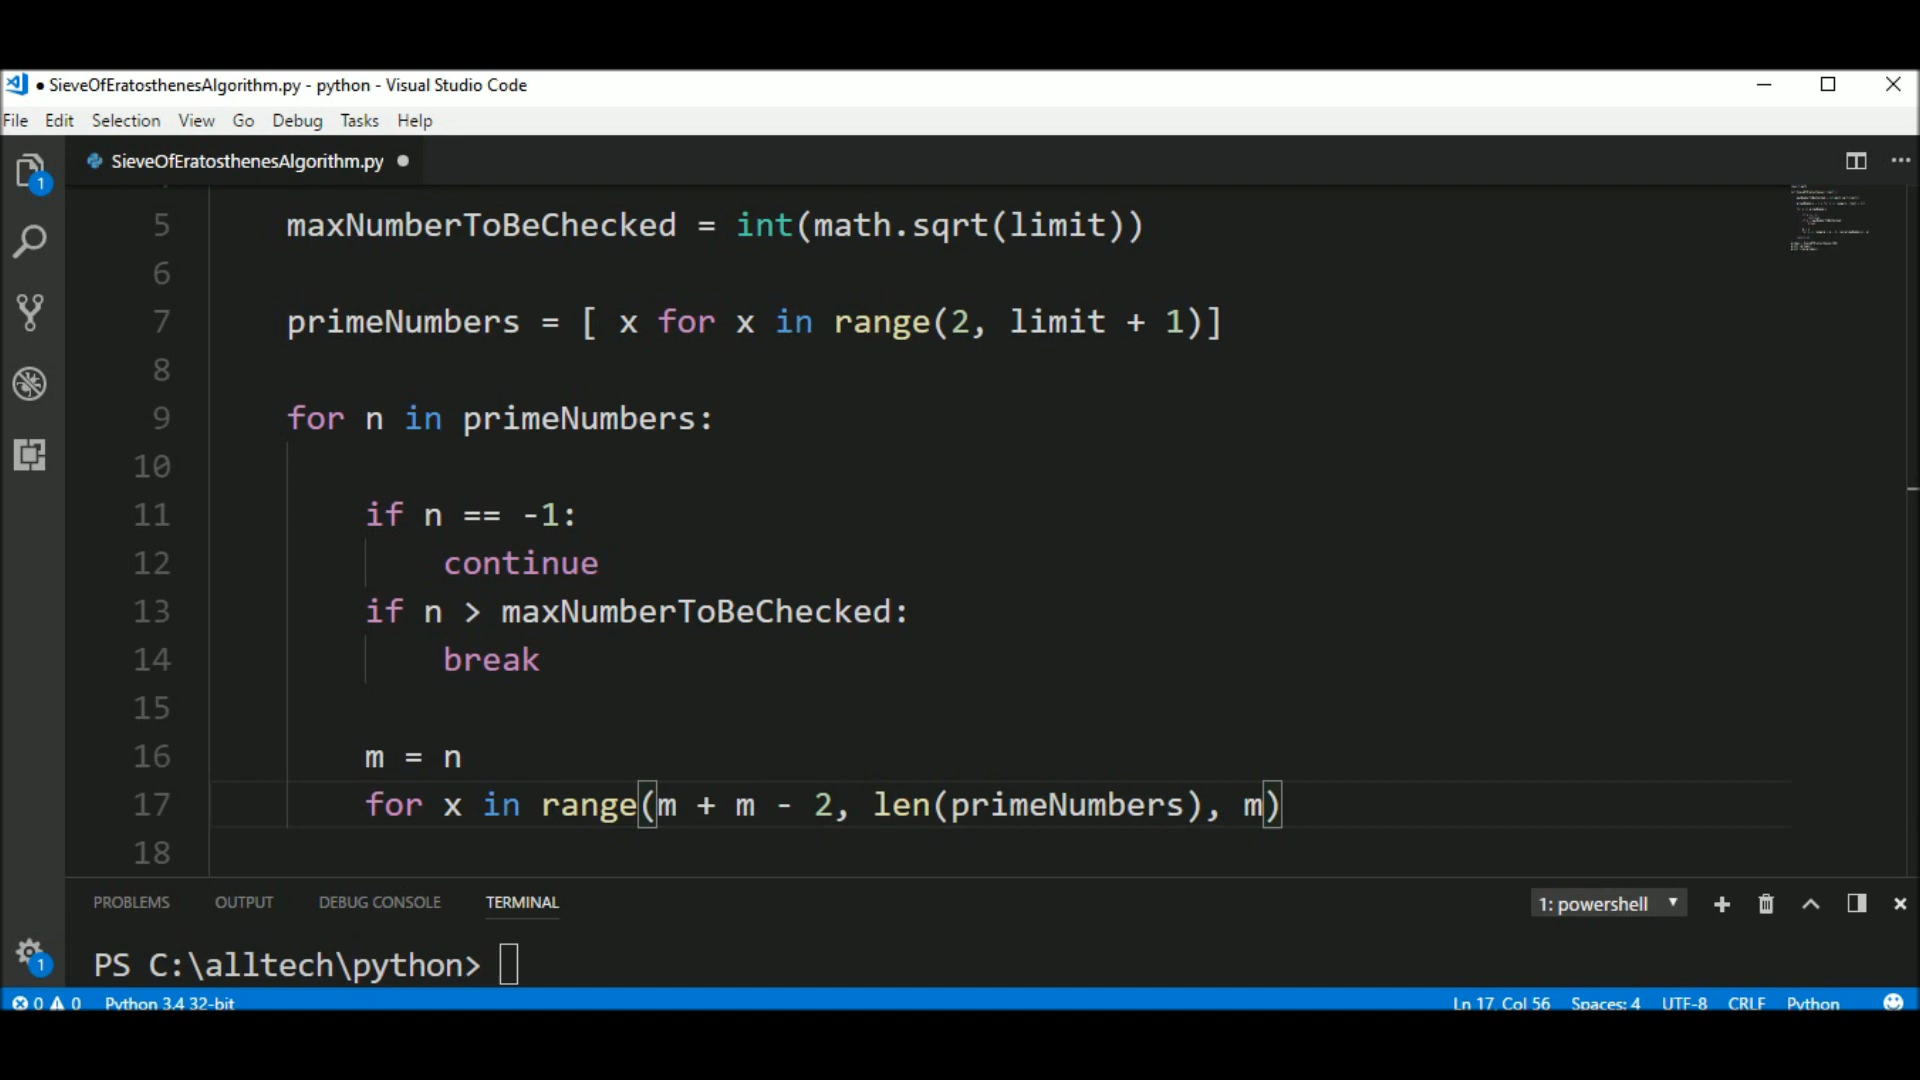 ● SieveOfEratosthenesAlgorithm.py - python - Visual Studio Code
File Edit Selection View Go Debug Tasks Help
1 SieveOfEratosthenesAlgorithm.py ●
5 maxNumberToBeChecked = int(math.sqrt(limit))
6
7 primeNumbers = [ x for x in range(2, limit + 1)]
8
9 for n in primeNumbers:
10
11 if n == -1:
12 continue
13 if n > maxNumberToBeChecked:
14 break
15
16 m = n
17 for x in range(m + m - 2, len(primeNumbers), m)
18
PROBLEMS OUTPUT DEBUG CONSOLE TERMINAL 1: powershell
1 PS C:\alltech\python>
0 0 Python 3.4 32-bit Ln 17, Col 56 Spaces: 4 UTF-8 CRLF Python